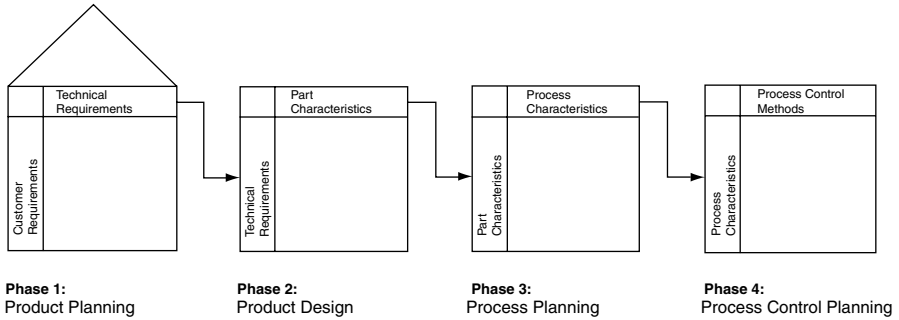 Technical
Requirements
Customer
Requirements
Phase 1:
Product Planning
Part
Characteristics
Technical
Requirements
Phase 2:
Product Design
Process
Characteristics
Part
Characteristics
Phase 3:
Process Planning
Process Control
Methods
Process
Characteristics
Phase 4:
Process Control Planning